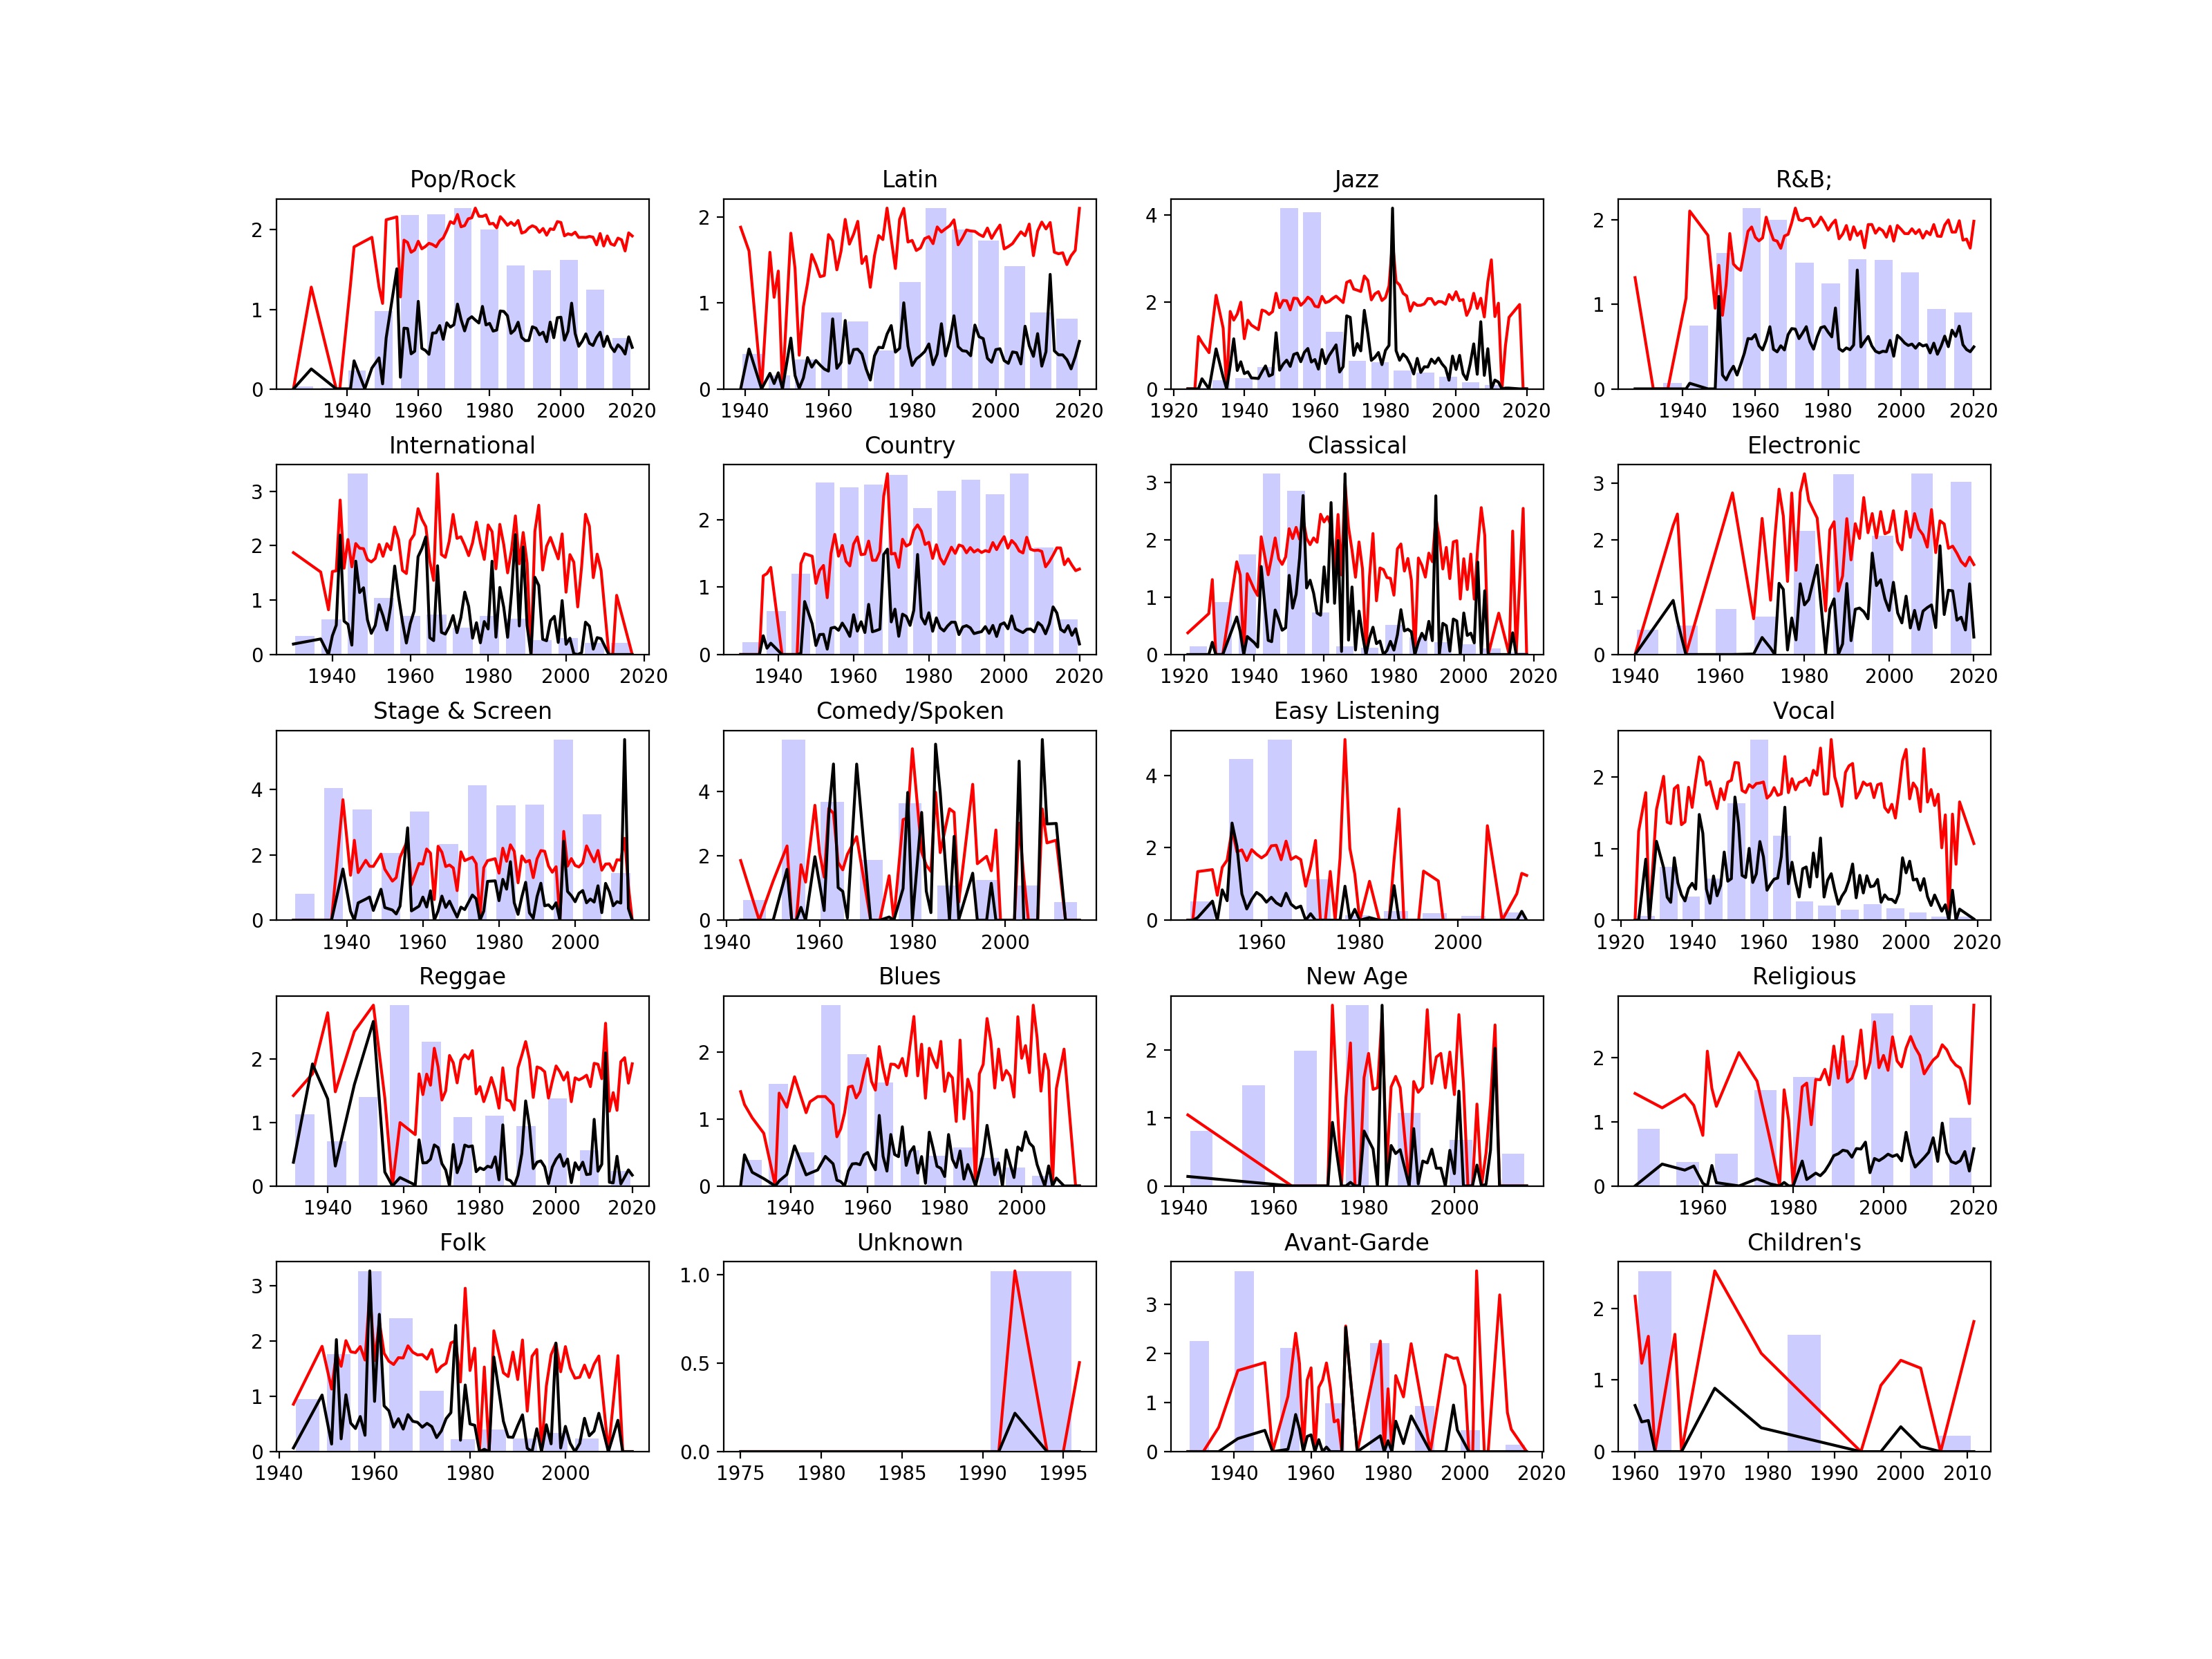 Pop/Rock
2
1
0
1940 1960 1980 2000 2020
Latin
2
1
0
1940 1960 1980 2000 2020
Jazz
4
2
0
1920 1940 1960 1980 2000 2020
R&B;
2
1
0
1940 1960 1980 2000 2020
International
3
2
1
0
1940 1960 1980 2000 2020
Country
2
1
0
1940 1960 1980 2000 2020
Classical
3
2
1
0
1920 1940 1960 1980 2000 2020
Electronic
3
2
1
0
1940 1960 1980 2000 2020
Stage & Screen
4
2
0
1940 1960 1980 2000
Comedy/Spoken
4
2
0
1940 1960 1980 2000
Easy Listening
4
2
0
1960 1980 2000
Vocal
2
1
0
1920 1940 1960 1980 2000 2020
Reggae
2
1
0
1940 1960 1980 2000 2020
Blues
2
1
0
1940 1960 1980 2000
New Age
2
1
0
1940 1960 1980 2000
Religious
2
1
0
1960 1980 2000 2020
Folk
3
2
1
0
1940 1960 1980 2000
Unknown
1.0
0.5
0.0
1975 1980 1985 1990 1995
Avant-Garde
3
2
1
0
1940 1960 1980 2000 2020
Children's
2
1
0
1960 1970 1980 1990 2000 2010